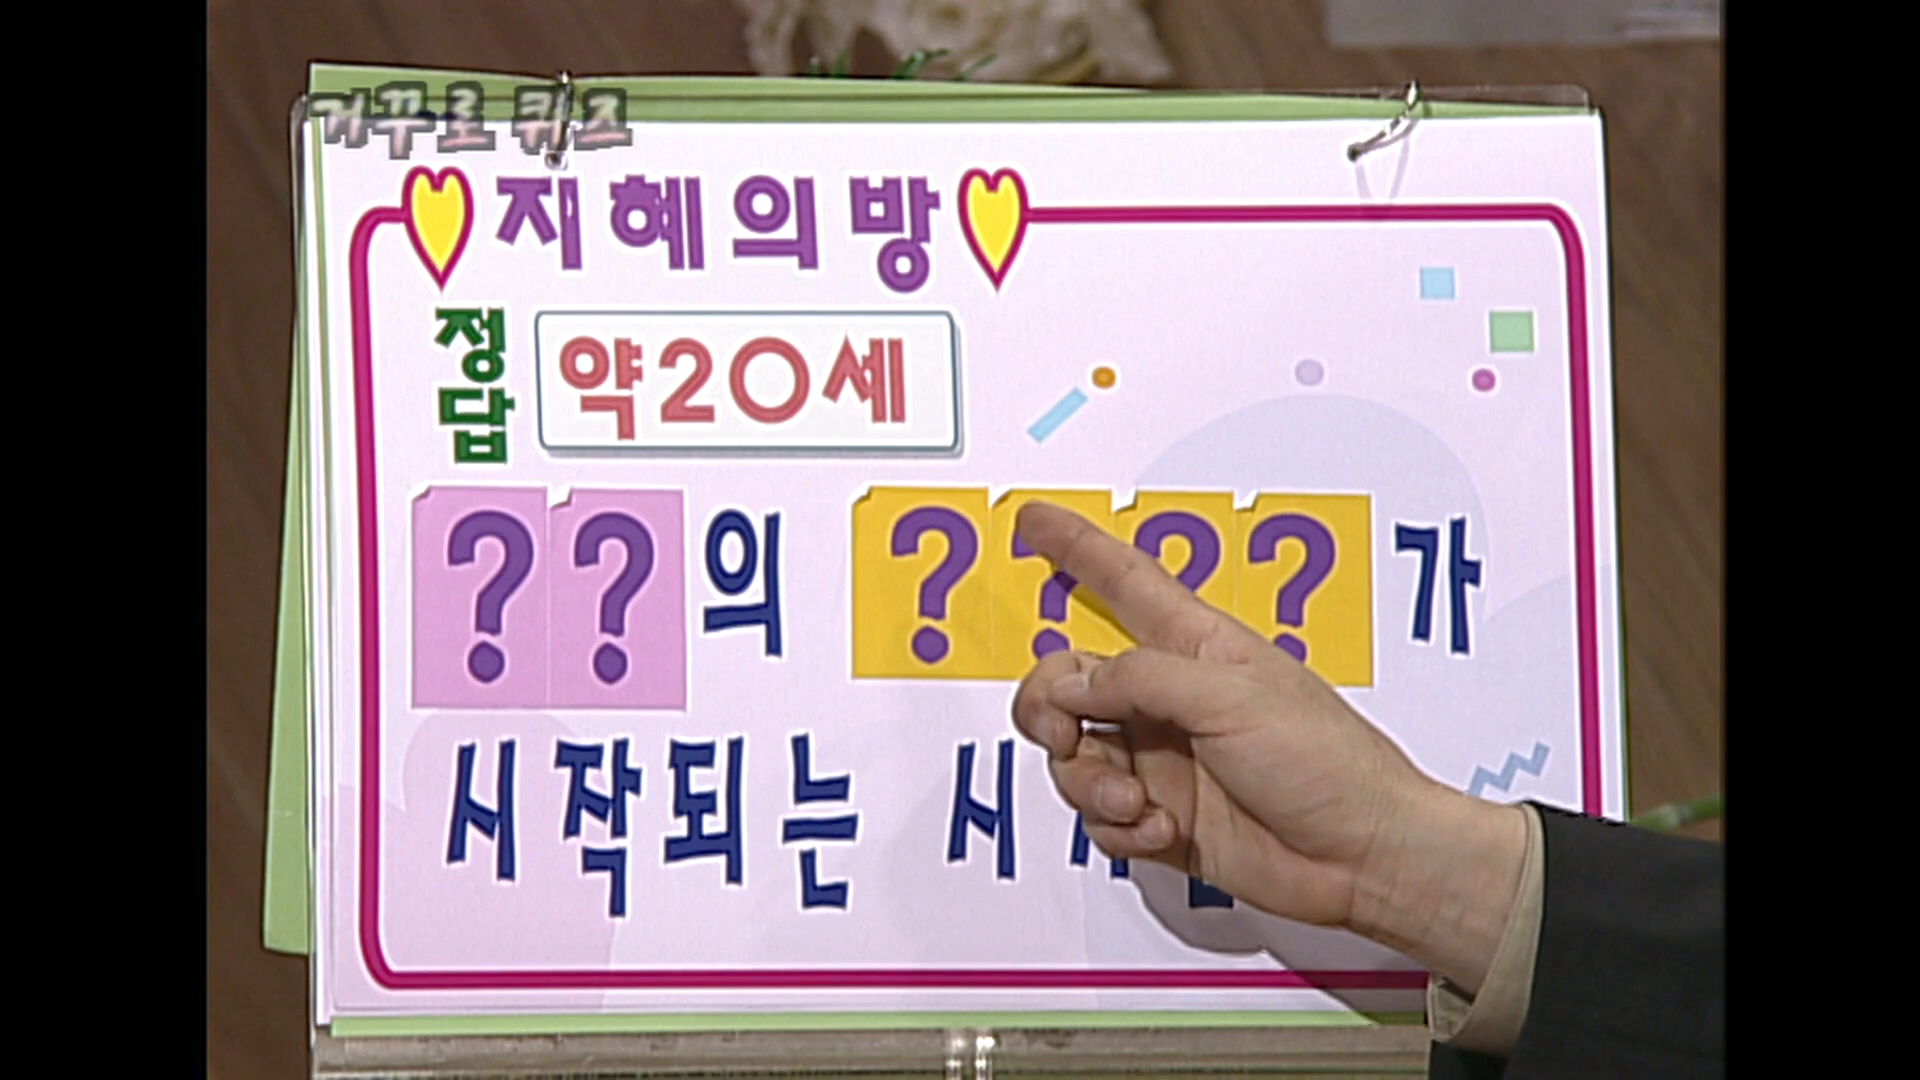 거꾸로 퀴즈
지혜의 방
정답 약20세
??의 ????가
시작되는